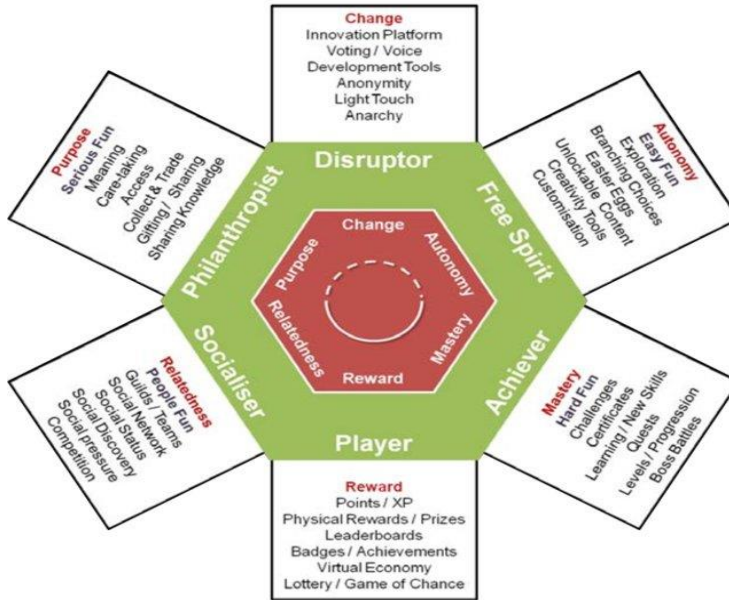 Change
Innovation Platform
Voting / Voice
Development Tools
Anonymity
Light Touch
Anarchy
Purpose
Serious Fun
Meaning
Care-taking
Access
Collect & Trade
Gifting / Sharing
Sharing Knowledge
Autonomy
Easy Fun
Exploration
Branching Choices
Easter Eggs
Unlockable Content
Creativity Tools
Customisation
Disruptor
Philanthropist
Free Spirit
Change
Purpose
Autonomy
Relatedness
Mastery
Reward
Socialiser
Achiever
Player
Relatedness
People Fun
Guilds / Teams
Social Network
Social Status
Social Discovery
Social pressure
Competition
Mastery
Hard Fun
Challenges
Certificates
Learning / New Skills
Quests
Levels / Progression
Boss Battles
Reward
Points / XP
Physical Rewards / Prizes
Leaderboards
Badges / Achievements
Virtual Economy
Lottery / Game of Chance